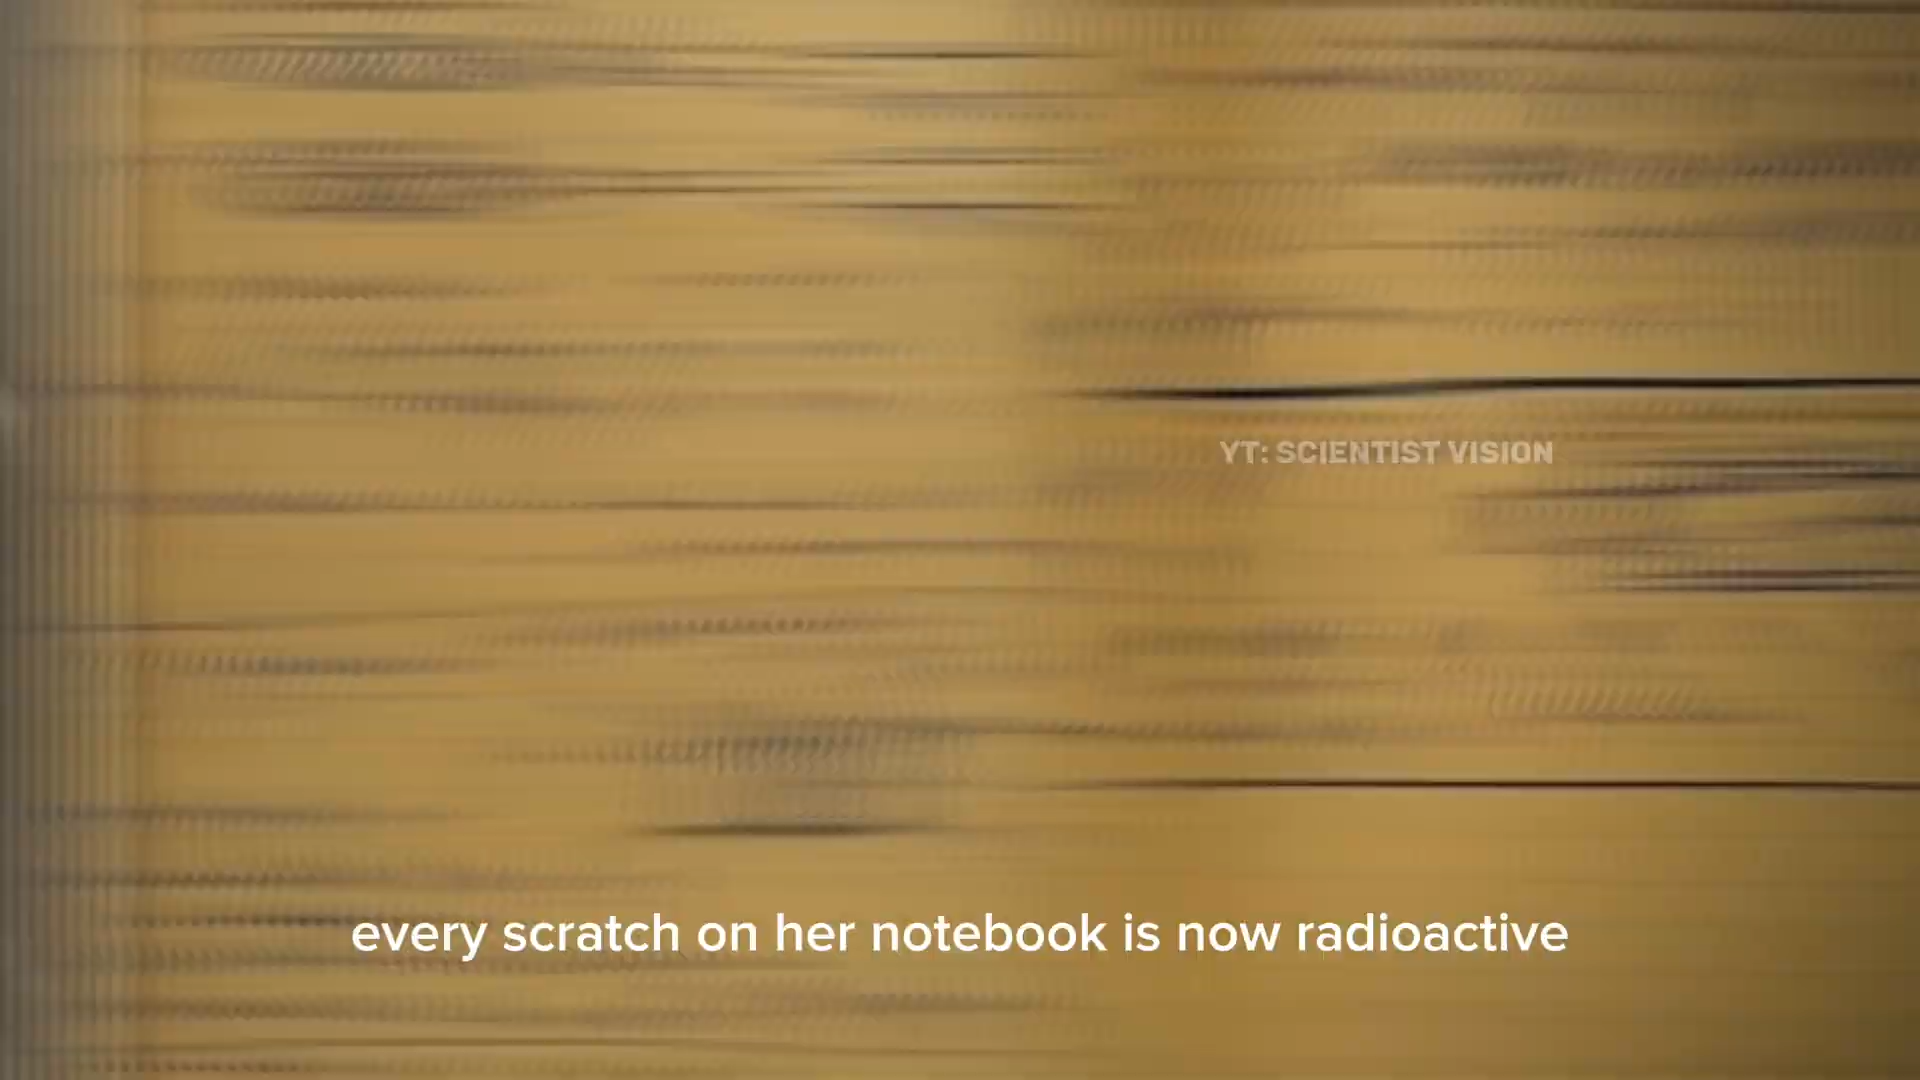 YT: SCIENTIST VISION
every scratch on her notebook is now radioactive